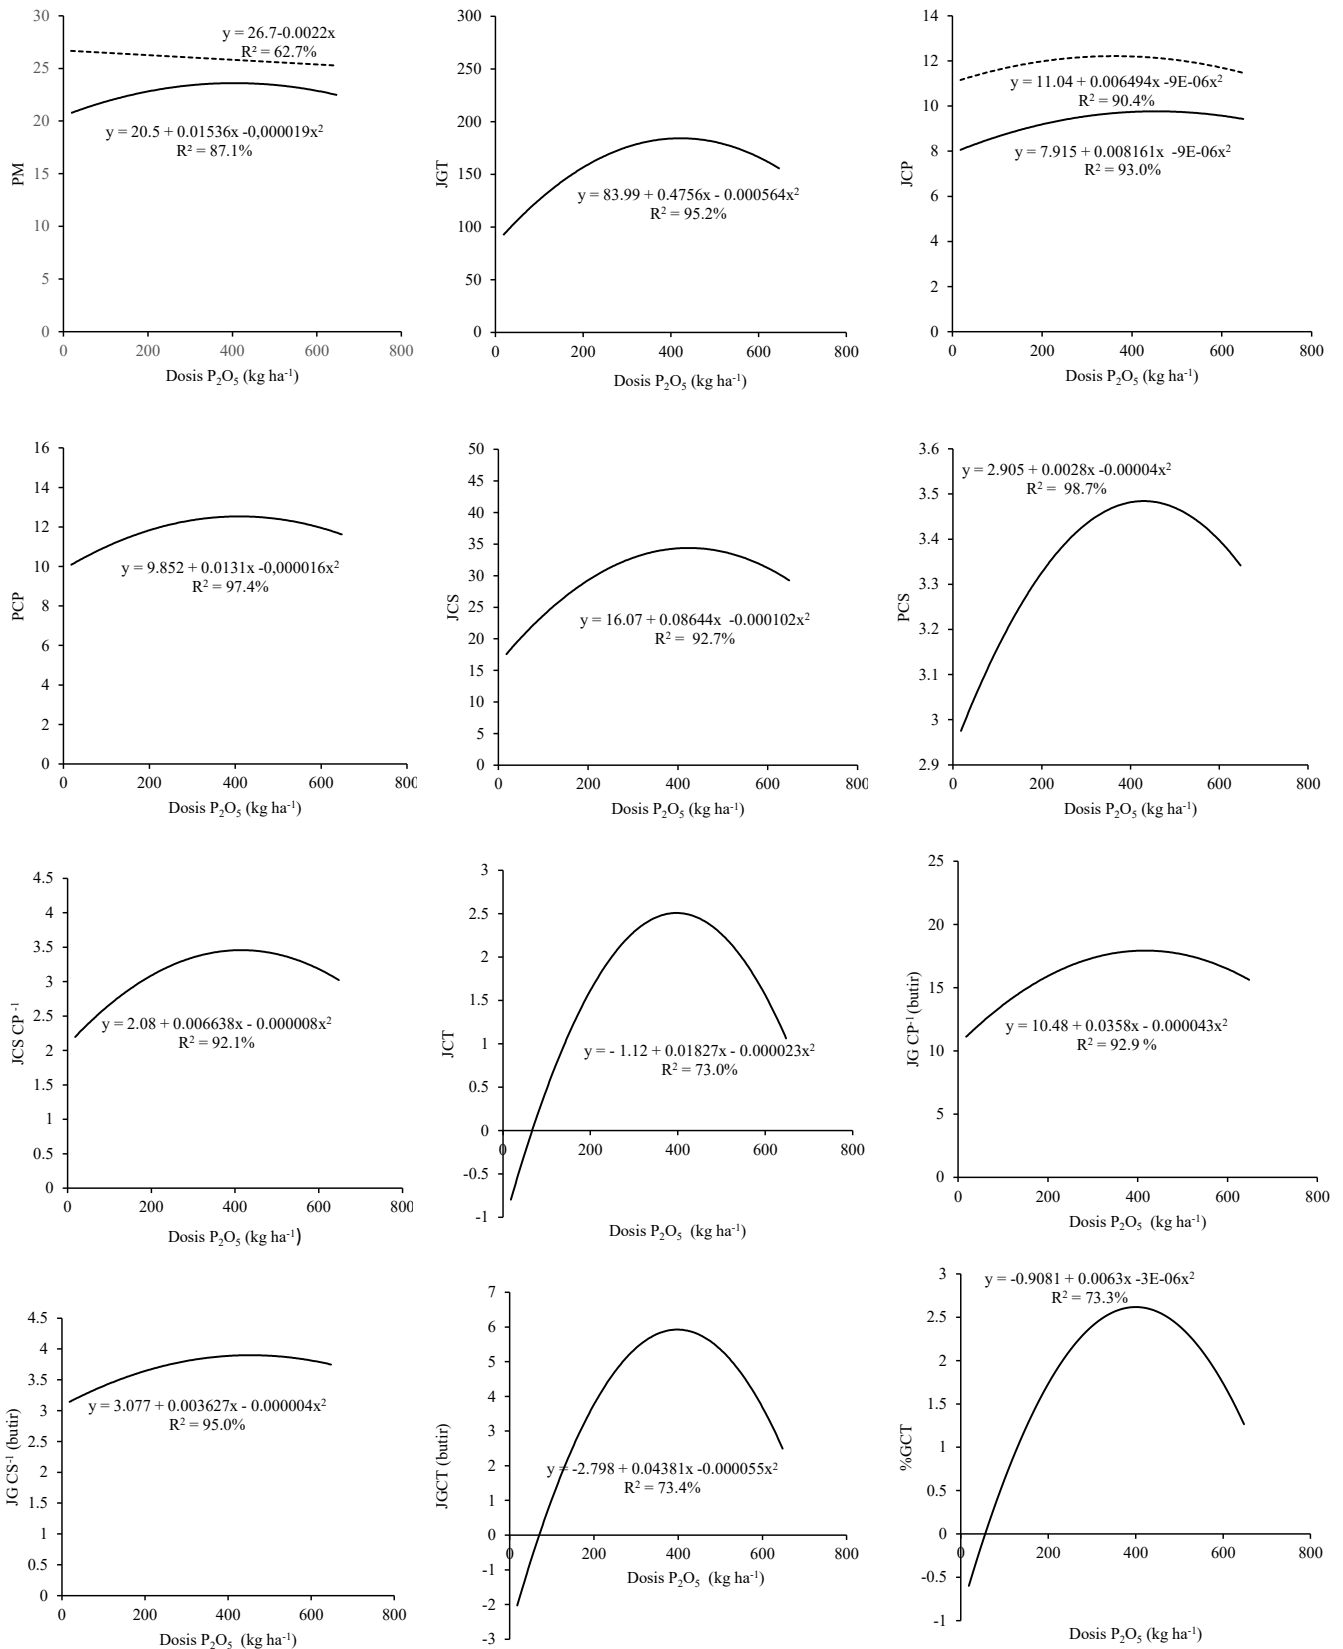 30
25
20
15
10
5
0
PM
y = 26.7-0.0022x
R² = 62.7%
y = 20.5 + 0.01536x -0,000019x²
R² = 87.1%
0 200 400 600 800
Dosis P₂O₅ (kg ha⁻¹)
300
250
200
150
100
50
0
JGT
y = 83.99 + 0.4756x - 0.000564x²
R² = 95.2%
0 200 400 600 800
Dosis P₂O₅ (kg ha⁻¹)
14
12
10
8
6
4
2
0
JCP
y = 11.04 + 0.006494x -9E-06x²
R² = 90.4%
y = 7.915 + 0.008161x -9E-06x²
R² = 93.0%
0 200 400 600 800
Dosis P₂O₅ (kg ha⁻¹)
16
14
12
10
8
6
4
2
0
PCP
y = 9.852 + 0.0131x -0,000016x²
R² = 97.4%
0 200 400 600 800
Dosis P₂O₅ (kg ha⁻¹)
50
45
40
35
30
25
20
15
10
5
0
JCS
y = 16.07 + 0.08644x -0.000102x²
R² = 92.7%
0 200 400 600 800
Dosis P₂O₅ (kg ha⁻¹)
3.6
3.5
3.4
3.3
3.2
3.1
3
2.9
PCS
y = 2.905 + 0.0028x -0.00004x²
R² = 98.7%
0 200 400 600 800
Dosis P₂O₅ (kg ha⁻¹)
4.5
4
3.5
3
2.5
2
1.5
1
0.5
0
JCS CP ⁻¹
y = 2.08 + 0.006638x - 0.000008x²
R² = 92.1%
0 200 400 600 800
Dosis P₂O₅ (kg ha⁻¹)
3
2.5
2
1.5
1
0.5
0
-0.5
-1
JCT
y = - 1.12 + 0.01827x - 0.000023x²
R² = 73.0%
0 200 400 600 800
Dosis P₂O₅ (kg ha⁻¹)
25
20
15
10
5
0
JG CP⁻¹ (butir)
y = 10.48 + 0.0358x - 0.000043x²
R² = 92.9 %
0 200 400 600 800
Dosis P₂O₅ (kg ha⁻¹)
4.5
4
3.5
3
2.5
2
1.5
1
0.5
0
JG CS⁻¹ (butir)
y = 3.077 + 0.003627x - 0.000004x²
R² = 95.0%
0 200 400 600 800
Dosis P₂O₅ (kg ha⁻¹)
7
6
5
4
3
2
1
0
-1
-2
-3
JGCT (butir)
y = -2.798 + 0.04381x -0.000055x²
R² = 73.4%
0 200 400 600 800
Dosis P₂O₅ (kg ha⁻¹)
3
2.5
2
1.5
1
0.5
0
-0.5
-1
%GCT
y = -0.9081 + 0.0063x -3E-06x²
R² = 73.3%
0 200 400 600 800
Dosis P₂O₅ (kg ha⁻¹)